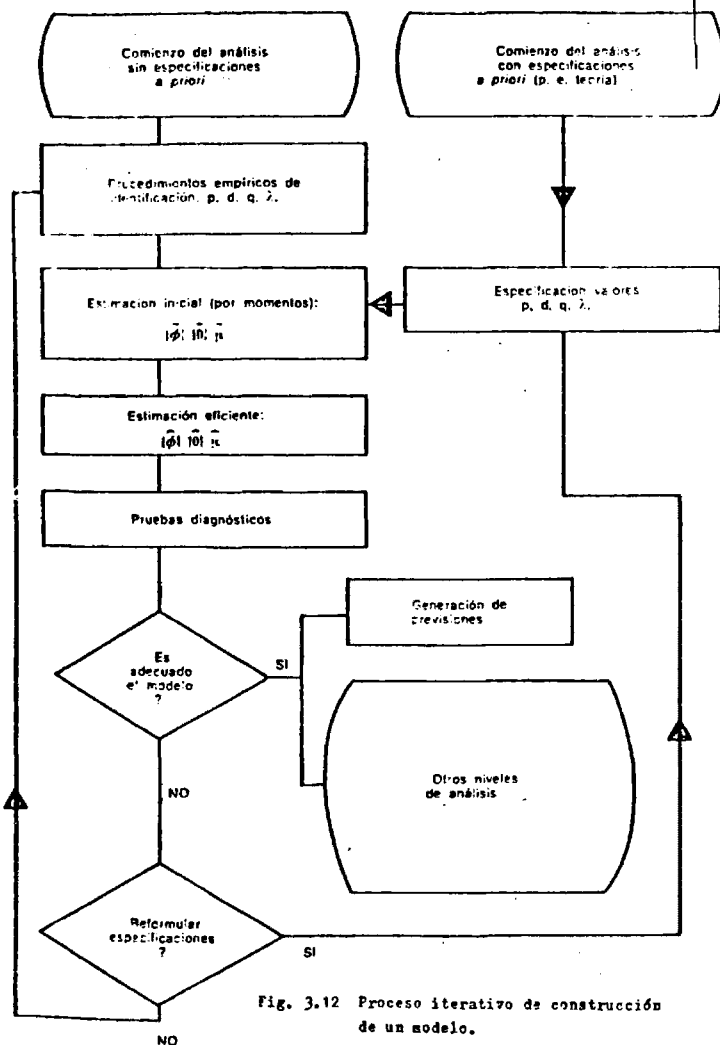 Comienzo del análisis
sin especificaciones
a priori
Comienzo del análisis
con especificaciones
a priori (p. e. teoría)
Procedimientos empíricos de
identificación. p, d, q, λ.
Estimacion inicial (por momentos):
Especificacion valores
p, d, q, λ.
Estimación eficiente:
Pruebas diagnósticos
Generación de
previsiones
Es
adecuado
el modelo
?
SI
Otros niveles
de análisis
NO
Reformular
especificaciones
?
SI
NO
Fig. 3.12 Proceso iterativo de construcción
de un modelo.